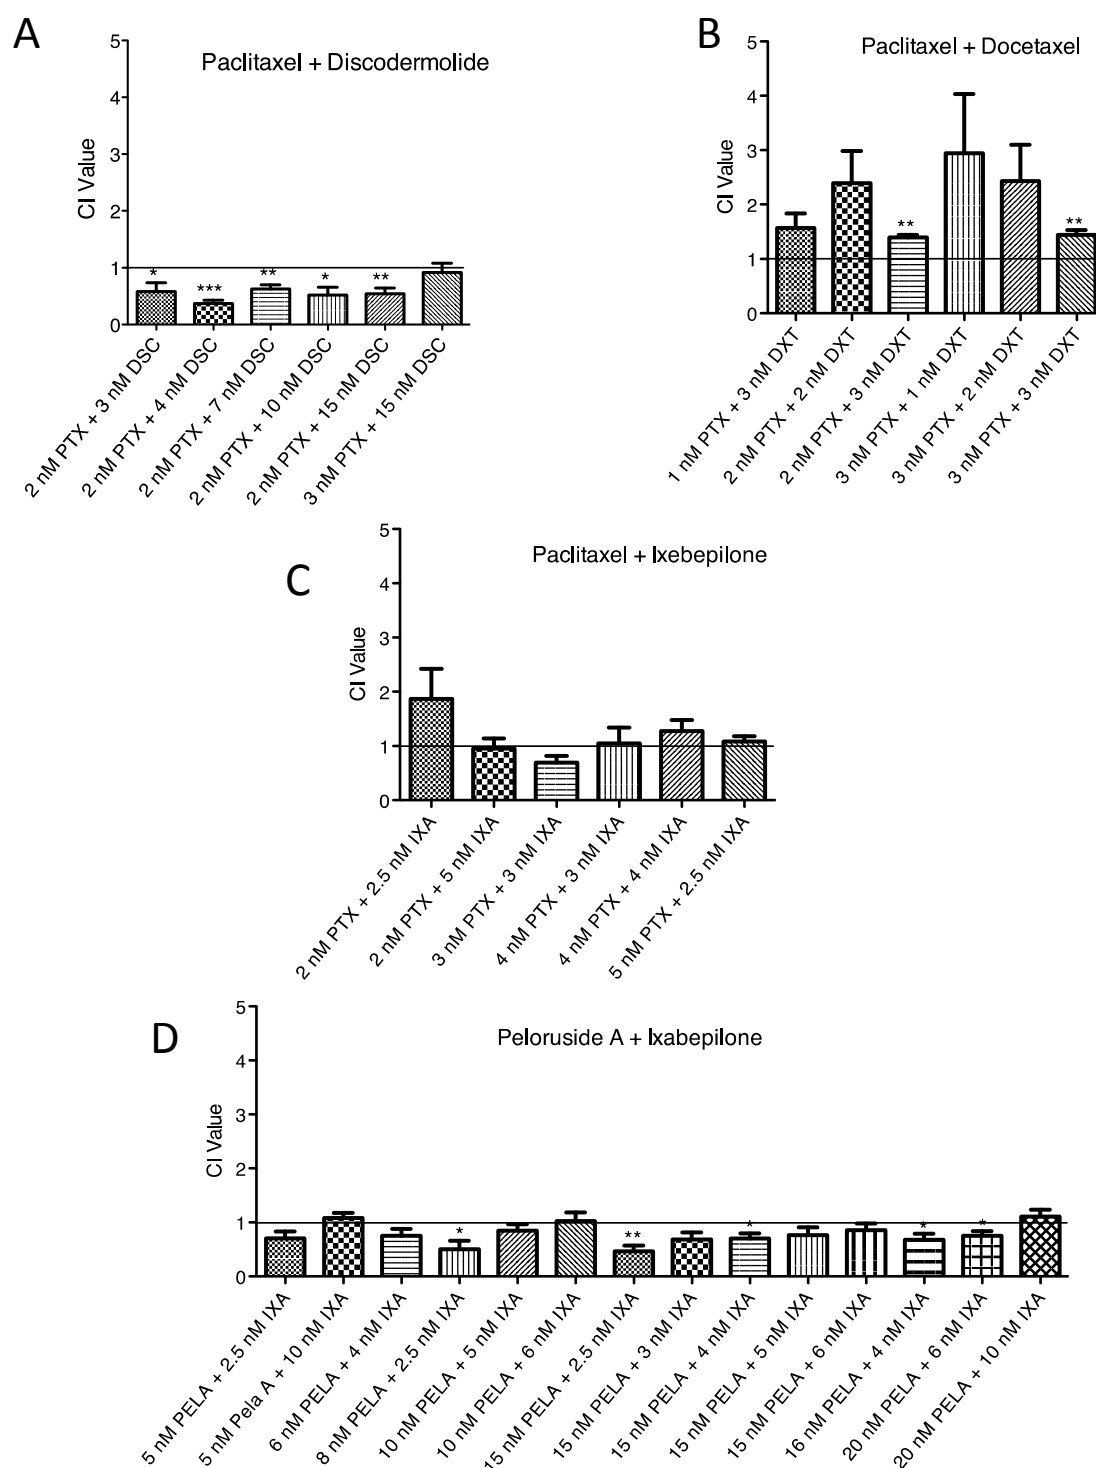 A
Paclitaxel + Discodermolide
CI Value
5
4
3
2
1
0
*
***
**
*
**
2 nM PTX + 3 nM DSC
2 nM PTX + 4 nM DSC
2 nM PTX + 7 nM DSC
2 nM PTX + 10 nM DSC
2 nM PTX + 15 nM DSC
3 nM PTX + 15 nM DSC
B
Paclitaxel + Docetaxel
CI Value
5
4
3
2
1
0
**
**
1 nM PTX + 3 nM DXT
2 nM PTX + 2 nM DXT
2 nM PTX + 3 nM DXT
3 nM PTX + 1 nM DXT
3 nM PTX + 2 nM DXT
3 nM PTX + 3 nM DXT
C
Paclitaxel + Ixebepilone
CI Value
5
4
3
2
1
0
2 nM PTX + 2.5 nM IXA
2 nM PTX + 5 nM IXA
3 nM PTX + 3 nM IXA
4 nM PTX + 3 nM IXA
4 nM PTX + 4 nM IXA
5 nM PTX + 2.5 nM IXA
D
Peloruside A + Ixabepilone
CI Value
5
4
3
2
1
0
*
**
*
*
*
5 nM PELA + 2.5 nM IXA
5 nM Pela A + 10 nM IXA
6 nM PELA + 4 nM IXA
8 nM PELA + 2.5 nM IXA
10 nM PELA + 5 nM IXA
10 nM PELA + 6 nM IXA
15 nM PELA + 2.5 nM IXA
15 nM PELA + 3 nM IXA
15 nM PELA + 4 nM IXA
15 nM PELA + 5 nM IXA
15 nM PELA + 6 nM IXA
16 nM PELA + 4 nM IXA
20 nM PELA + 6 nM IXA
20 nM PELA + 10 nM IXA